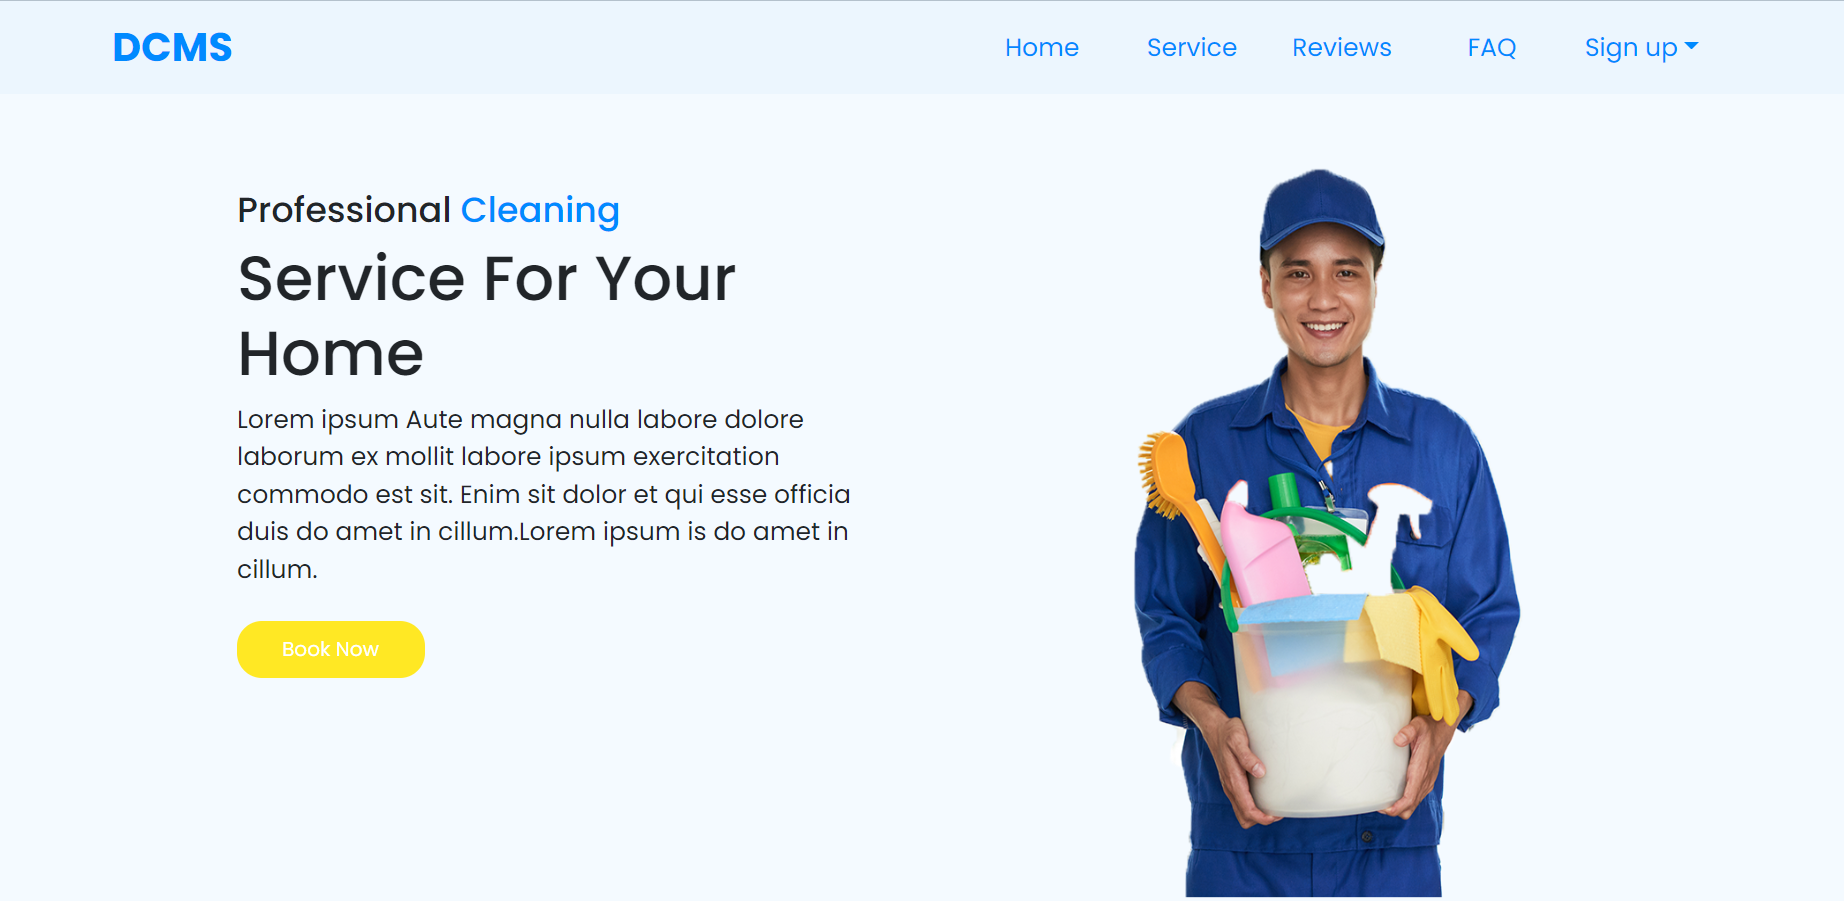 DCMS
Home Service Reviews FAQ Sign up
Professional Cleaning
Service For Your
Home
Lorem ipsum Aute magna nulla labore dolore
laborum ex mollit labore ipsum exercitation
commodo est sit. Enim sit dolor et qui esse officia
duis do amet in cillum.Lorem ipsum is do amet in
cillum.
Book Now